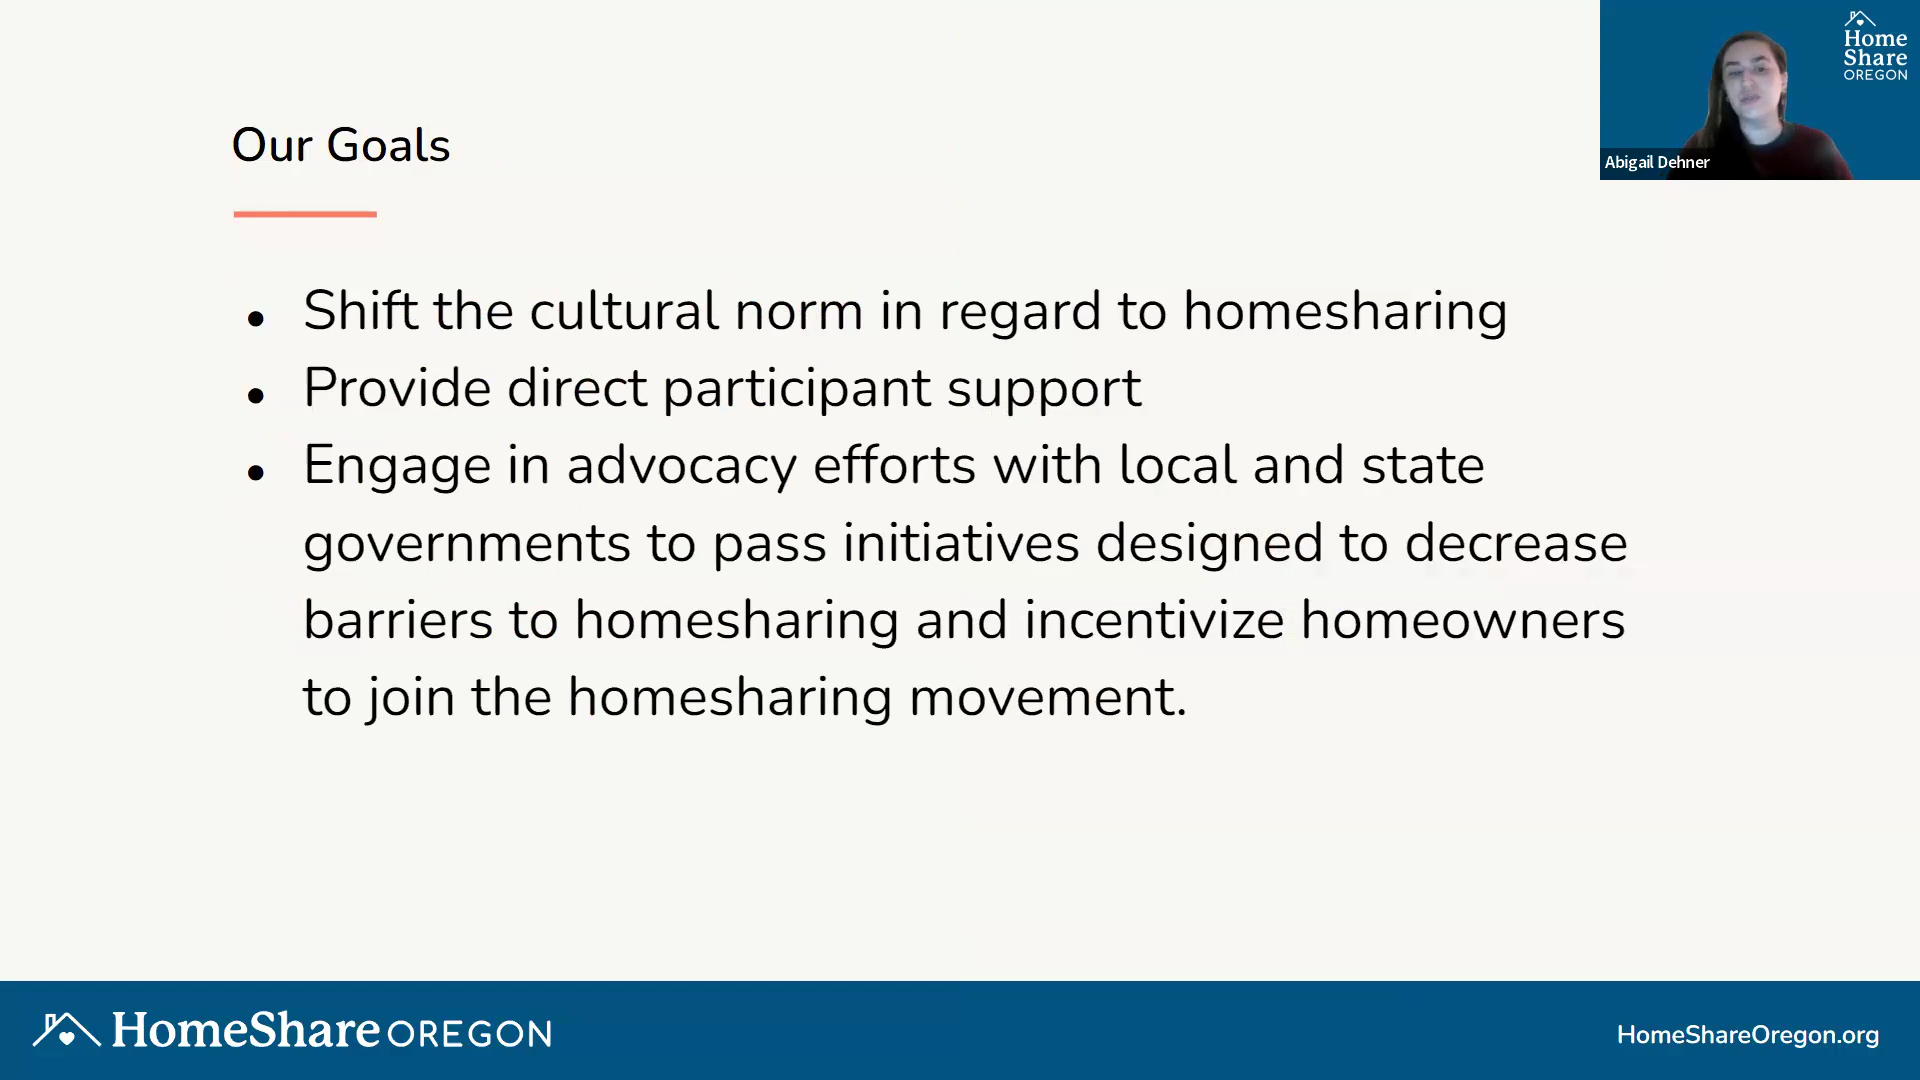 Home
Share
OREGON
Abigail Dehner
Our Goals
● Shift the cultural norm in regard to homesharing
● Provide direct participant support
● Engage in advocacy efforts with local and state
governments to pass initiatives designed to decrease
barriers to homesharing and incentivize homeowners
to join the homesharing movement.
HomeShare OREGON
HomeShareOregon.org